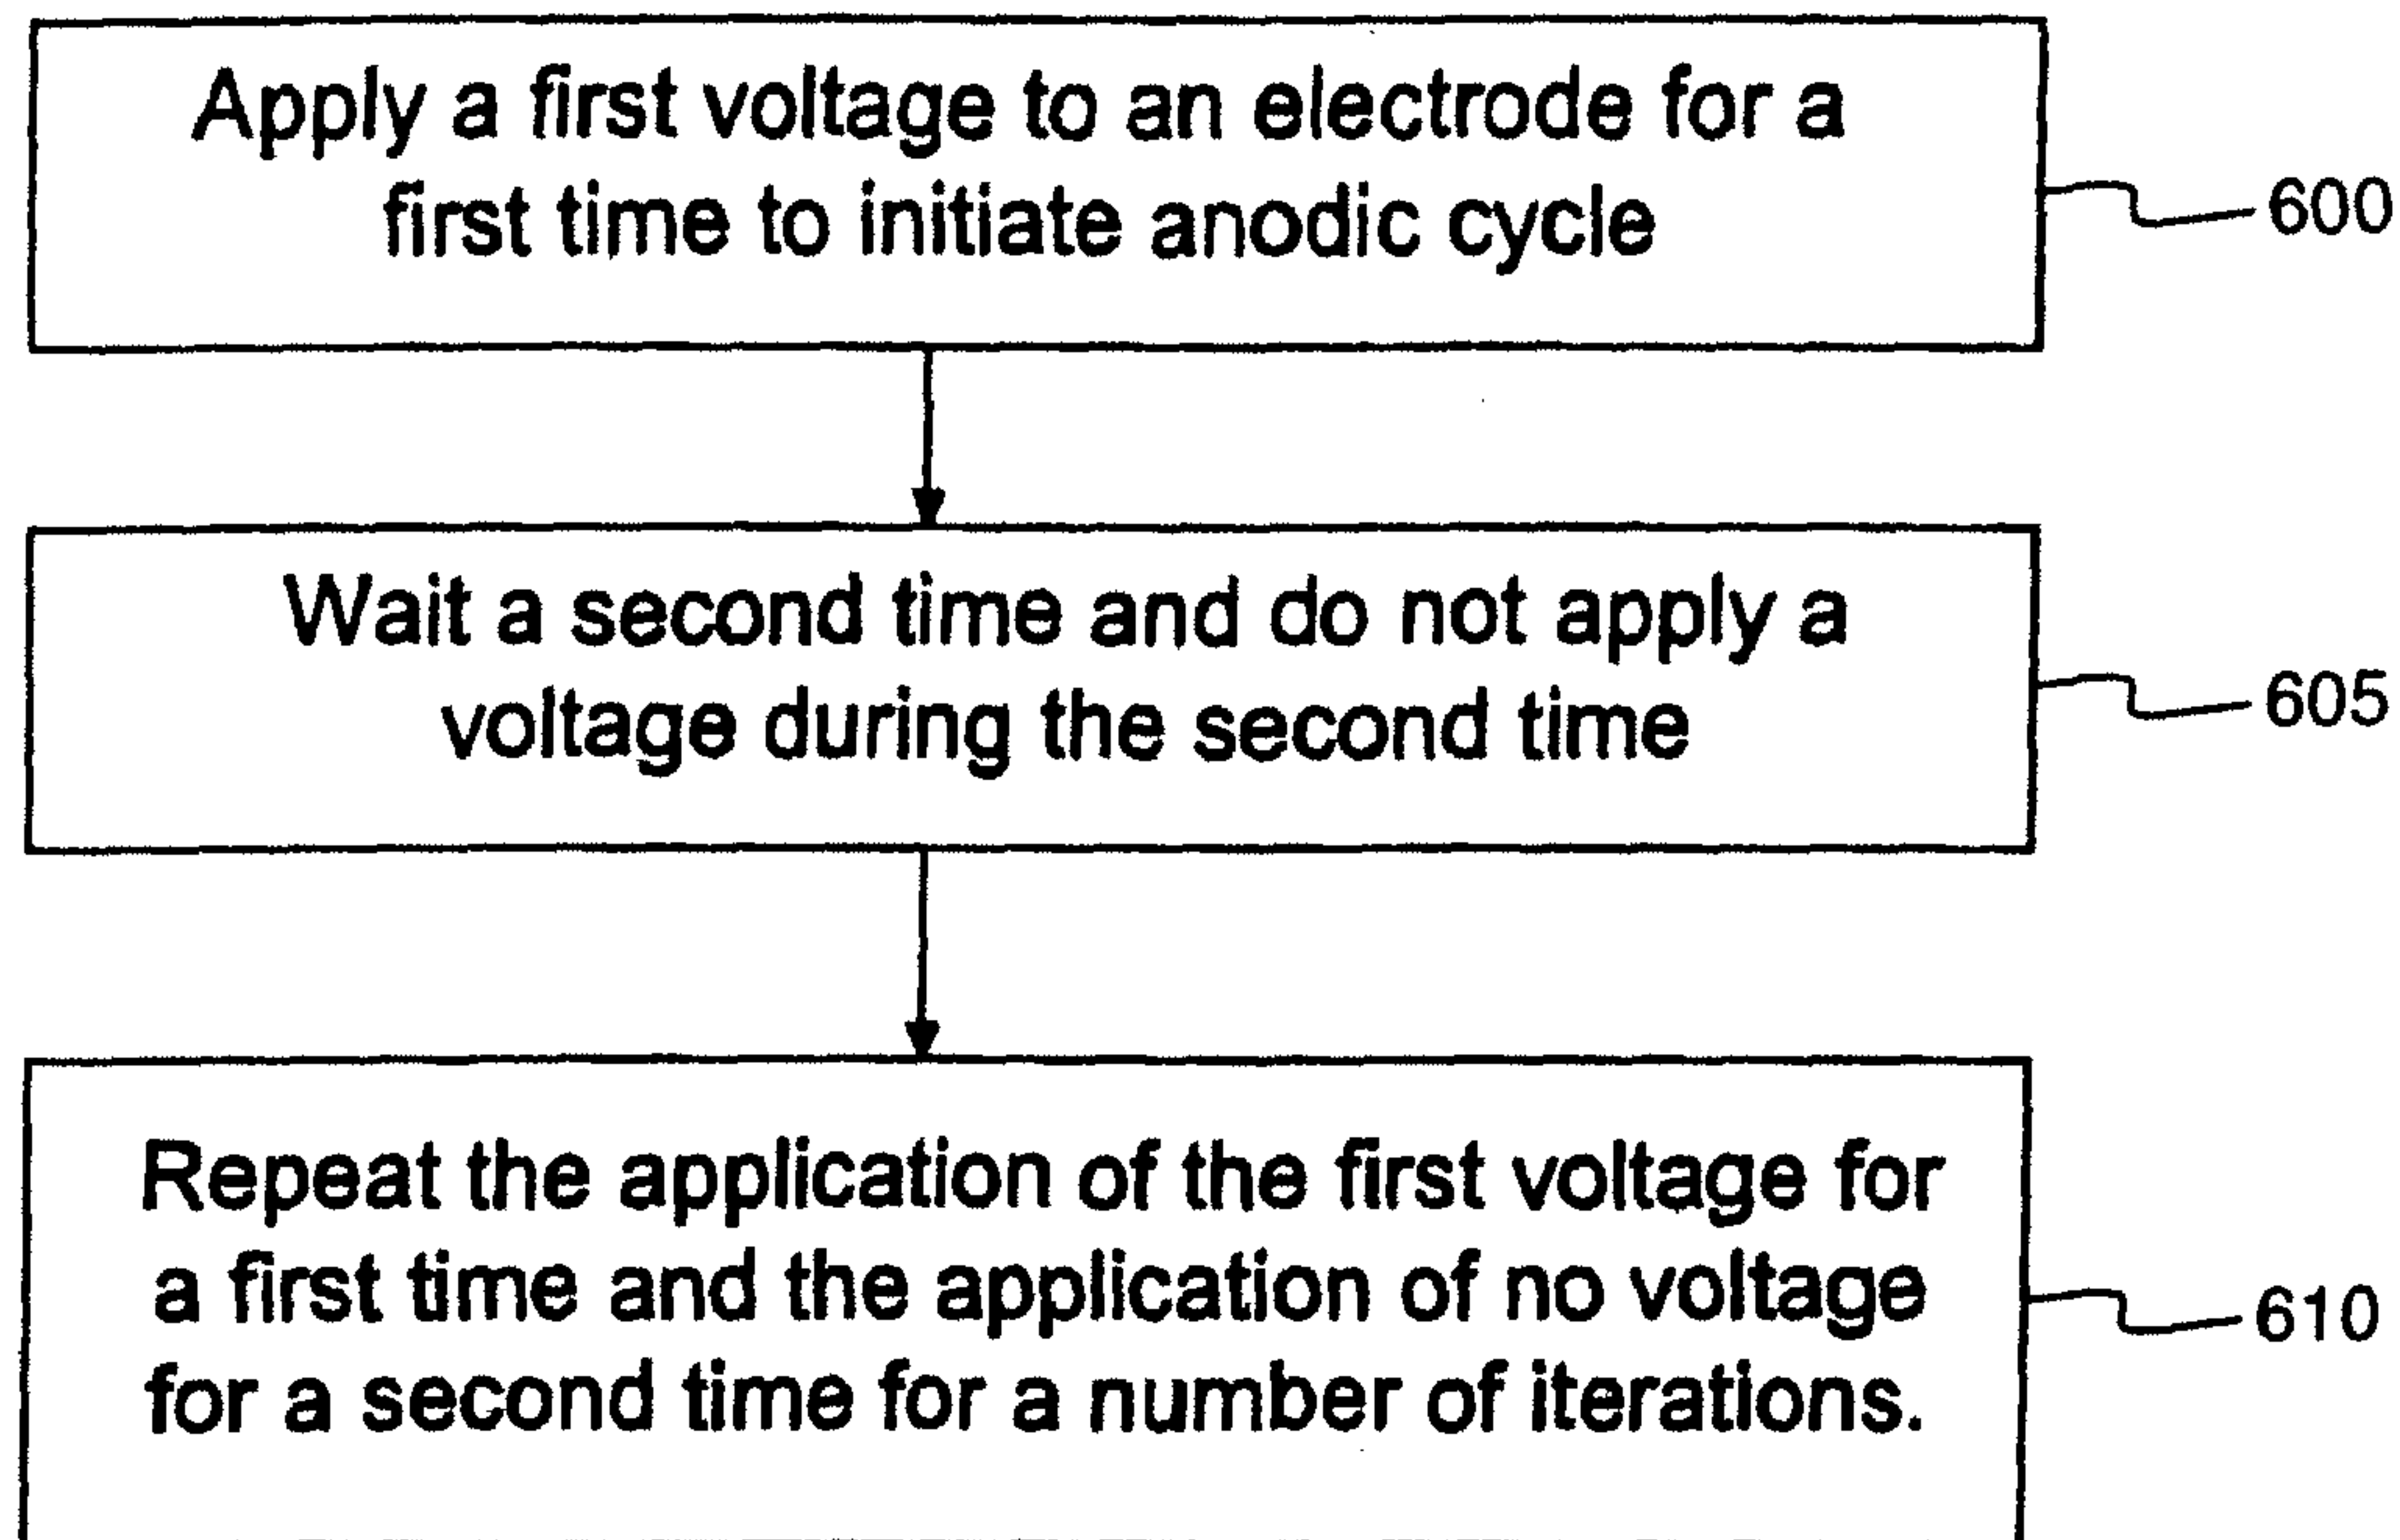 Apply a first voltage to an electrode for a
first time to initiate anodic cycle
600
Wait a second time and do not apply a
voltage during the second time
605
Repeat the application of the first voltage for
a first time and the application of no voltage
for a second time for a number of iterations.
610